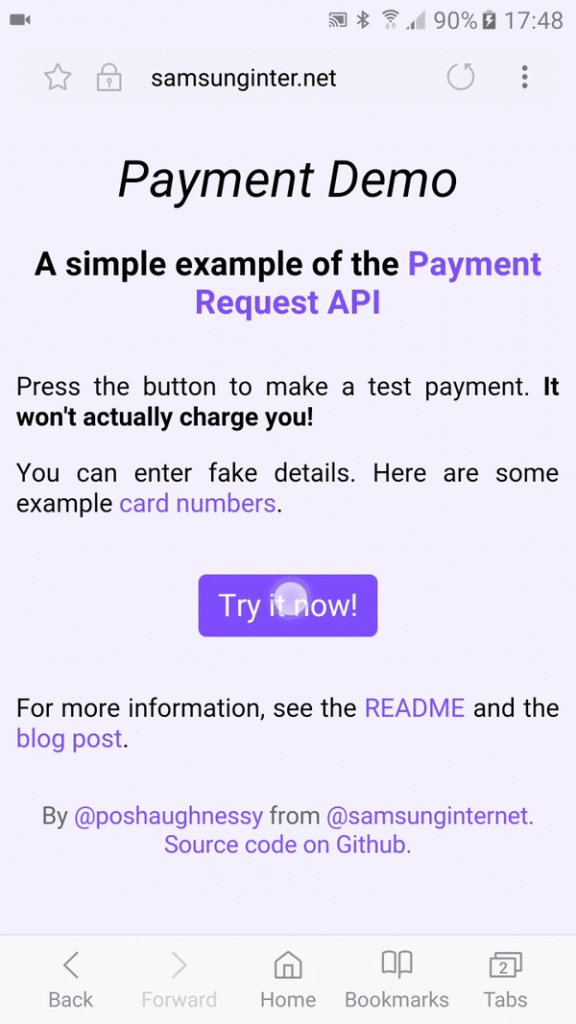 90% 17:48
samsunginter.net
Payment Demo
A simple example of the Payment
Request API
Press the button to make a test payment. It
won't actually charge you!
You can enter fake details. Here are some
example card numbers.
Try it now!
For more information, see the README and the
blog post.
By @poshaughnessy from @samsunginternet.
Source code on Github.
2
Back Forward Home Bookmarks Tabs